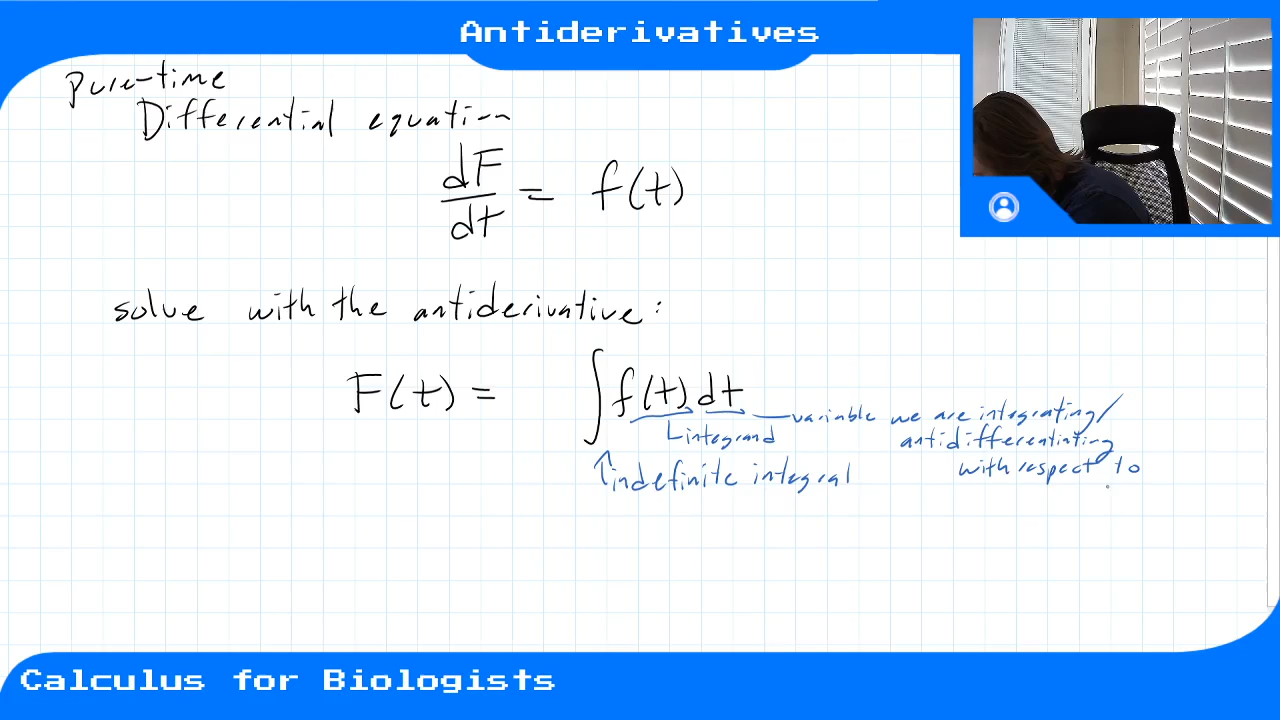 Antiderivatives
pure-time
Differential equation
dF/dt = f(t)
solve with the antiderivative:
F(t) = ∫ f(t) dt
variable we are integrating/
integrand
antidifferentinting
with respect to
indefinite integral
Calculus for Biologists